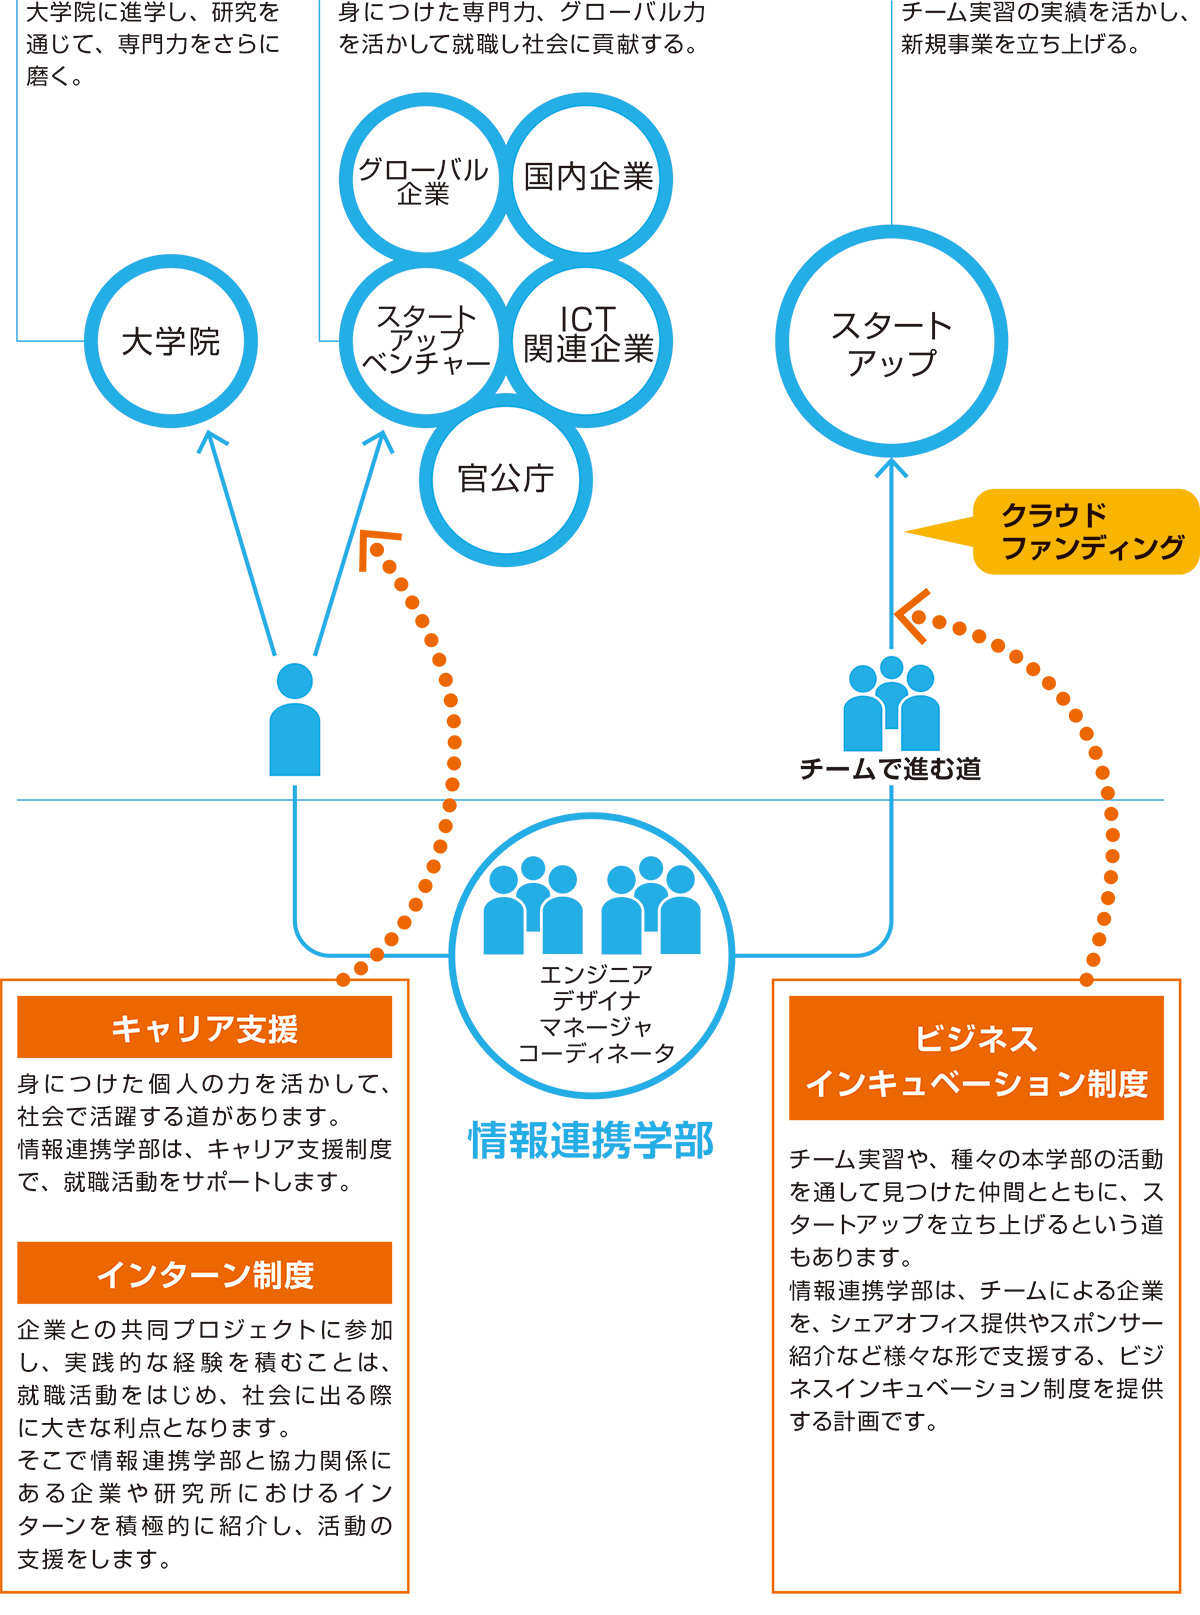 大学院に進学し、研究を
通じて、専門力をさらに
磨く。
身につけた専門力、グローバル力
を活かして就職し社会に貢献する。
チーム実習の実績を活かし、
新規事業を立ち上げる。
グローバル
企業
国内企業
大学院
スタート
アップ
ベンチャー
ICT
関連企業
官公庁
スタート
アップ
クラウド
ファンディング
チームで進む道
エンジニア
デザイナ
マネージャ
コーディネータ
情報連携学部
キャリア支援
身につけた個人の力を活かして、
社会で活躍する道があります。
情報連携学部は、キャリア支援制度
で、就職活動をサポートします。
インターン制度
企業との共同プロジェクトに参加
し、実践的な経験を積むことは、
就職活動をはじめ、社会に出る際
に大きな利点となります。
そこで情報連携学部と協力関係に
ある企業や研究所におけるイン
ターンを積極的に紹介し、活動の
支援をします。
ビジネス
インキュベーション制度
チーム実習や、種々の本学部の活動
を通して見つけた仲間とともに、ス
タートアップを立ち上げるという道
もあります。
情報連携学部は、チームによる企業
を、シェアオフィス提供やスポンサー
紹介など様々な形で支援する、ビジ
ネスインキュベーション制度を提供
する計画です。